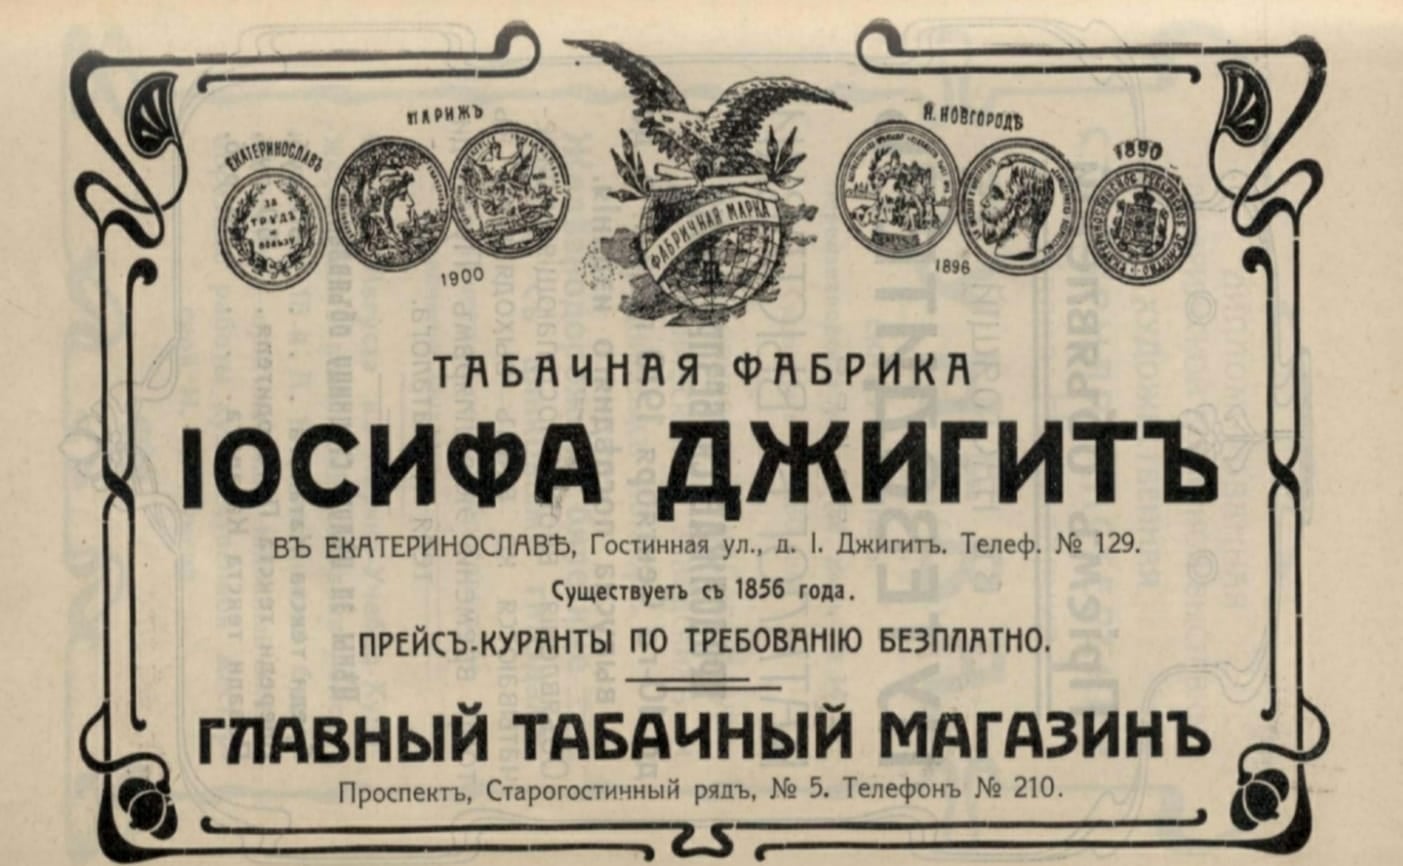 ПАРИЖЪ
Н. НОВГОРОДЪ
ЕКАТЕРИНОСЛАВЪ
1890
ЗА
ТРУДЪ
И
ПОЛЬЗУ
ФАБРИЧНАЯ МАРКА
1900
1896
ТАБАЧНАЯ ФАБРИКА
ІОСИФА ДЖИГИТЪ
ВЪ ЕКАТЕРИНОСЛАВѢ, Гостинная ул., д. І. Джигитъ. Телеф. № 129.
Существуетъ съ 1856 года.
ПРЕЙСЪ-КУРАНТЫ ПО ТРЕБОВАНІЮ БЕЗПЛАТНО.
ГЛАВНЫЙ ТАБАЧНЫЙ МАГАЗИНЪ
Проспектъ, Старогостинный рядъ, № 5. Телефонъ № 210.